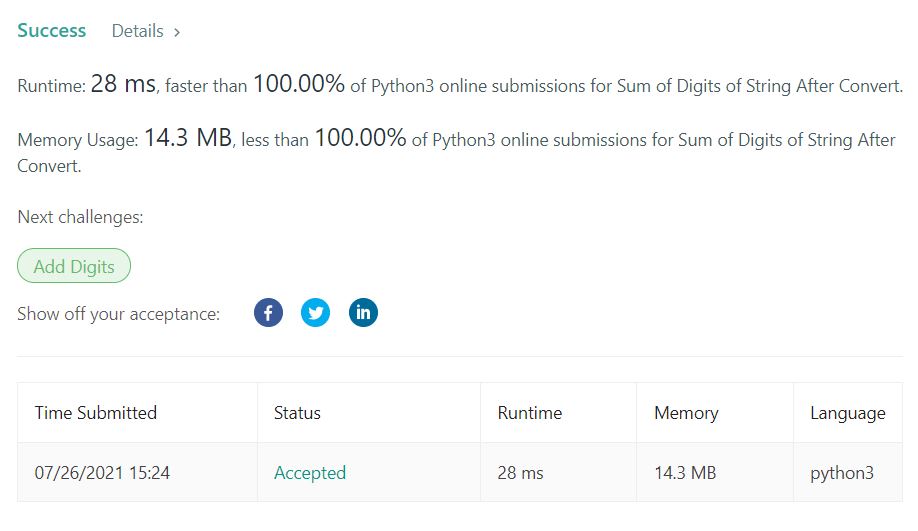 Success Details >
Runtime: 28 ms, faster than 100.00% of Python3 online submissions for Sum of Digits of String After Convert.
Memory Usage: 14.3 MB, less than 100.00% of Python3 online submissions for Sum of Digits of String After
Convert.
Next challenges:
Add Digits
Show off your acceptance:
Time Submitted Status Runtime Memory Language
07/26/2021 15:24 Accepted 28 ms 14.3 MB python3